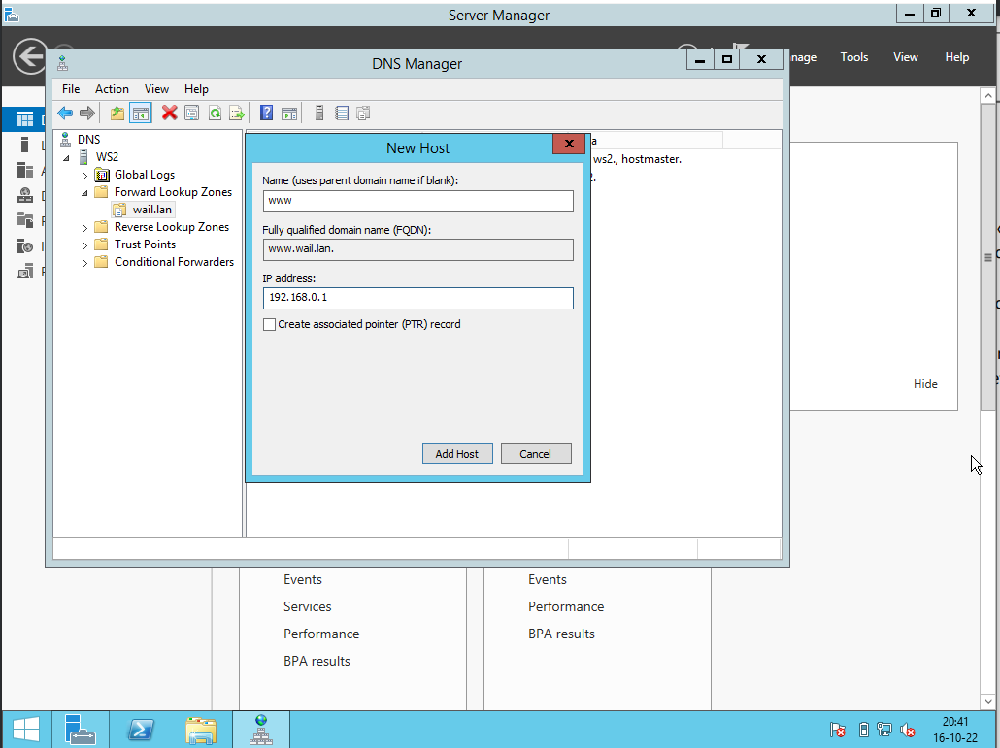 Server Manager
Manage Tools View Help
DNS Manager
File Action View Help
DNS
WS2
Global Logs
Forward Lookup Zones
wail.lan
Reverse Lookup Zones
Trust Points
Conditional Forwarders
ws2., hostmaster.
New Host
Name (uses parent domain name if blank):
www
Fully qualified domain name (FQDN):
www.wail.lan.
IP address:
192.168.0.1
Create associated pointer (PTR) record
Add Host Cancel
Hide
Events Events
Services Performance
Performance BPA results
BPA results
20:41
16-10-22